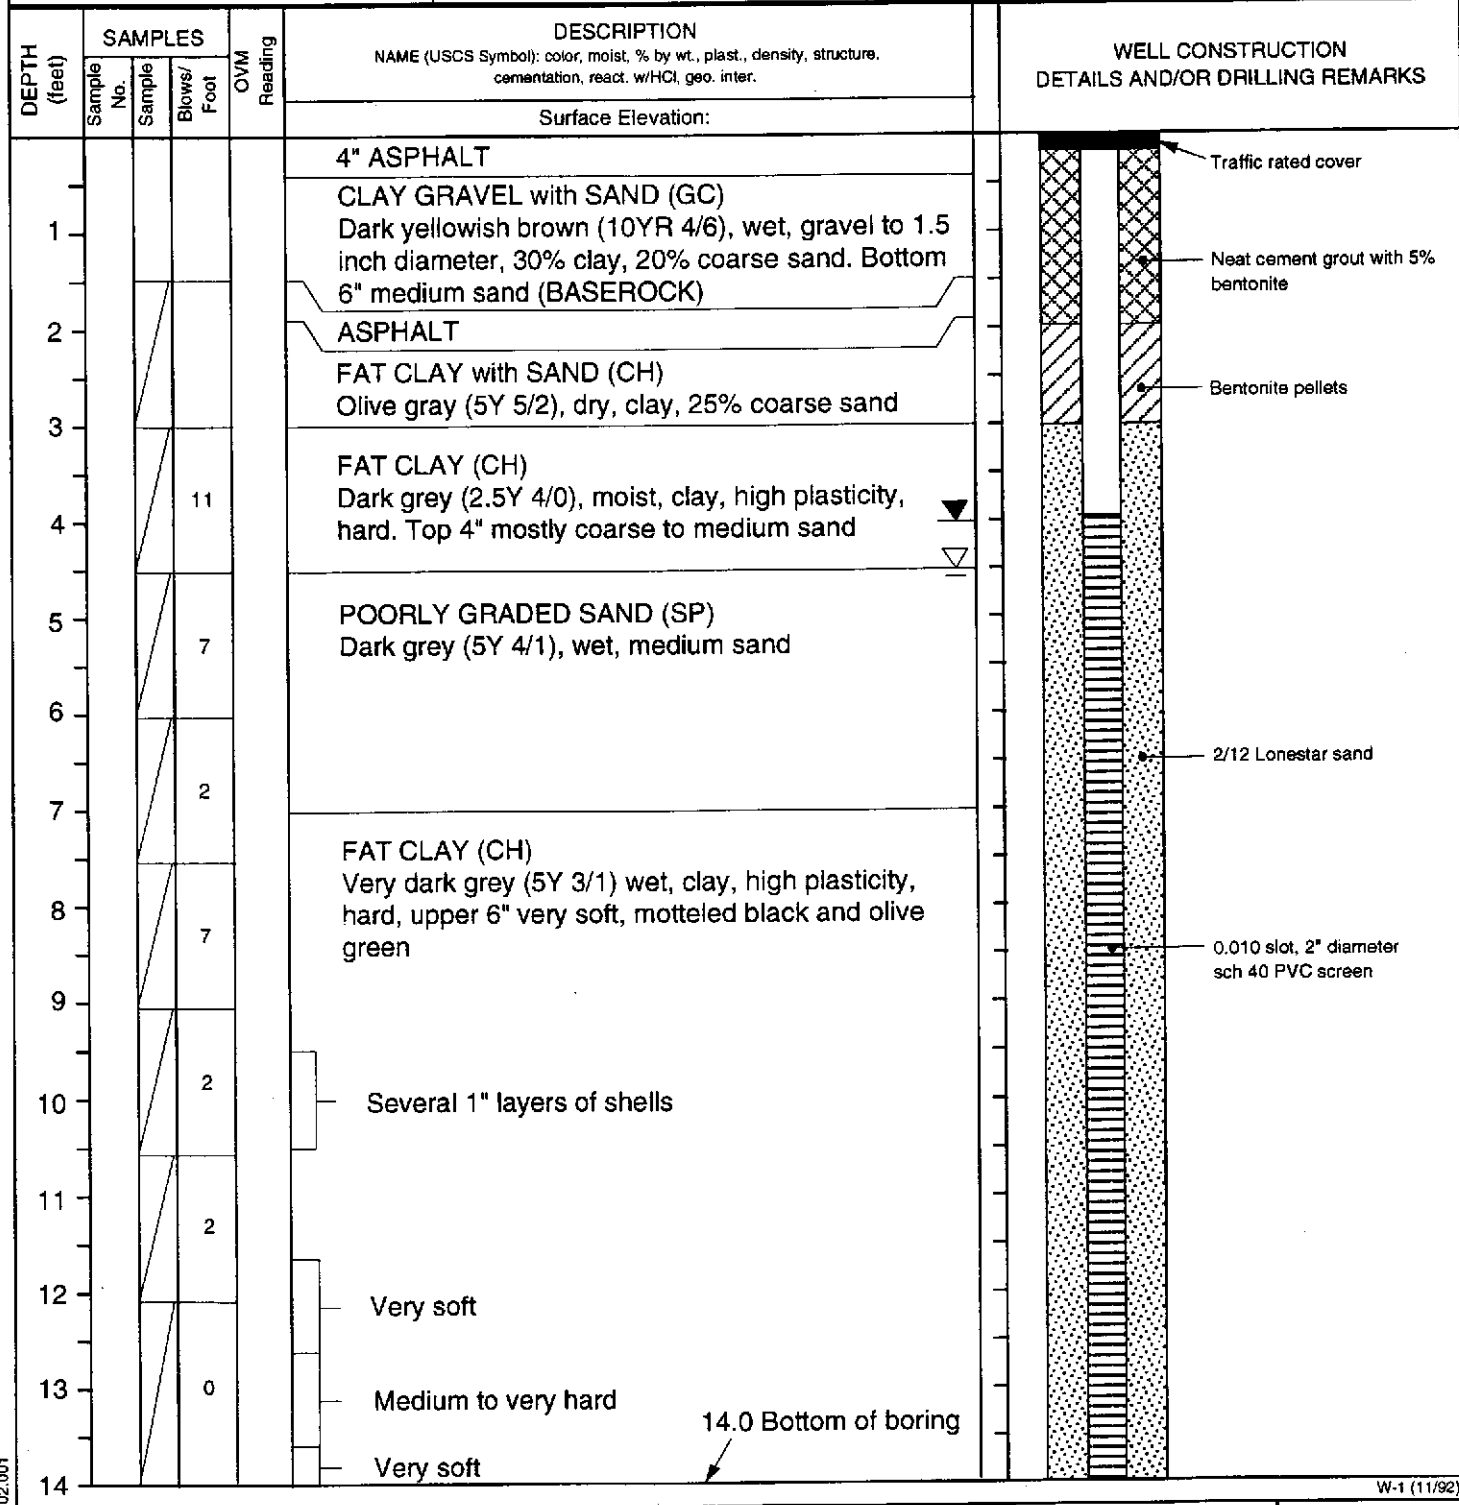 DEPTH (feet)
SAMPLES
Sample No.
Sample
Blows/ Foot
OVM Reading
DESCRIPTION
NAME (USCS Symbol): color, moist, % by wt., plast., density, structure,
cementation, react. w/HCl, geo. inter.
Surface Elevation:
WELL CONSTRUCTION
DETAILS AND/OR DRILLING REMARKS
4" ASPHALT
Traffic rated cover
CLAY GRAVEL with SAND (GC)
1
Dark yellowish brown (10YR 4/6), wet, gravel to 1.5
inch diameter, 30% clay, 20% coarse sand. Bottom
6" medium sand (BASEROCK)
Neat cement grout with 5%
bentonite
2
ASPHALT
FAT CLAY with SAND (CH)
Olive gray (5Y 5/2), dry, clay, 25% coarse sand
Bentonite pellets
3
FAT CLAY (CH)
11
Dark grey (2.5Y 4/0), moist, clay, high plasticity,
4
hard. Top 4" mostly coarse to medium sand
5
POORLY GRADED SAND (SP)
7
Dark grey (5Y 4/1), wet, medium sand
6
2/12 Lonestar sand
2
7
FAT CLAY (CH)
Very dark grey (5Y 3/1) wet, clay, high plasticity,
8
hard, upper 6" very soft, motteled black and olive
7
green
0.010 slot, 2" diameter
sch 40 PVC screen
9
2
10
Several 1" layers of shells
11
2
12
Very soft
13
0
Medium to very hard
14.0 Bottom of boring
Very soft
14
W-1 (11/92)